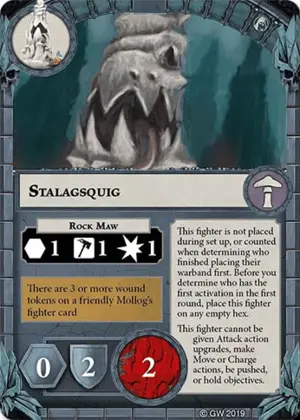 STALAGSQUIG
ROCK MAW
1 1 1
There are 3 or more wound
tokens on a friendly Mollog's
fighter card
This fighter is not placed
during set up, or counted
when determining who
finished placing their
warband first. Before you
determine who has the
first activation in the first
round, place this fighter
on any empty hex.
This fighter cannot be
given Attack action
upgrades, make
Move or Charge
actions, be pushed,
or hold objectives.
0 2 2
© GW 2019